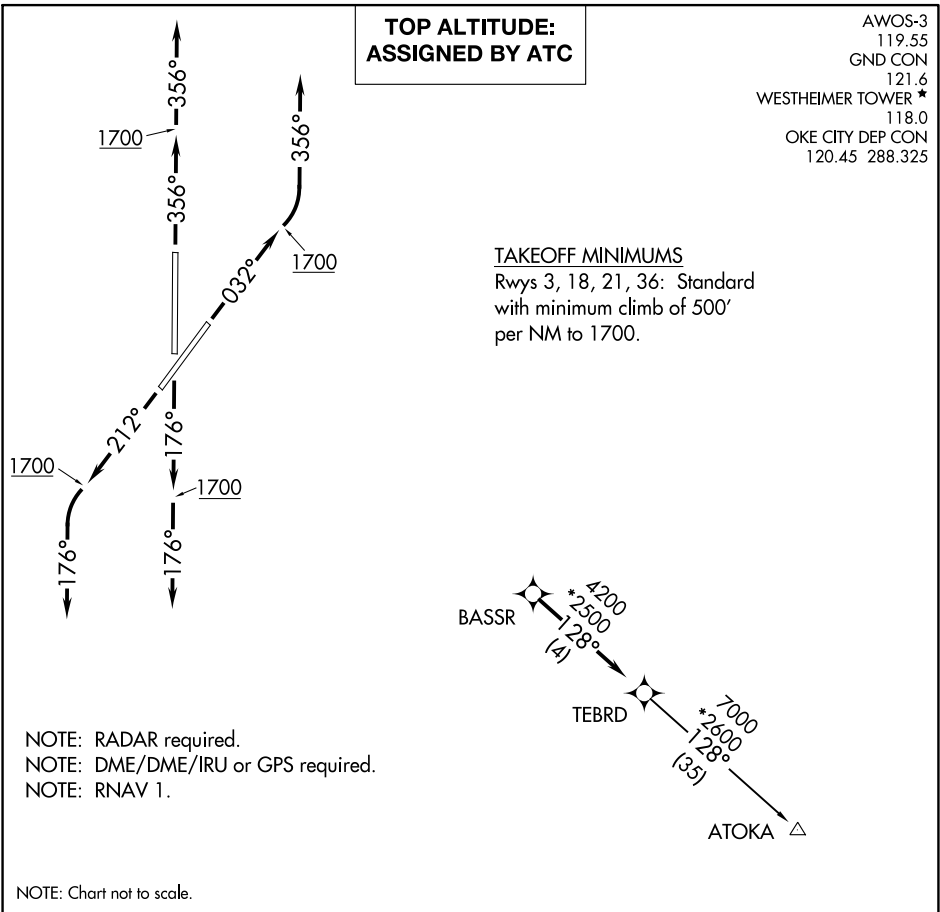 TOP ALTITUDE:
ASSIGNED BY ATC
AWOS-3
119.55
GND CON
121.6
WESTHEIMER TOWER ★
118.0
OKE CITY DEP CON
120.45 288.325
356°
1700
356°
356°
1700
032°
TAKEOFF MINIMUMS
Rwys 3, 18, 21, 36: Standard
with minimum climb of 500'
per NM to 1700.
212°
176°
1700
1700
176°
176°
BASSR
4200
*2500
128°
(4)
TEBRD
7000
*2600
128°
(35)
ATOKA
NOTE: RADAR required.
NOTE: DME/DME/IRU or GPS required.
NOTE: RNAV 1.
NOTE: Chart not to scale.